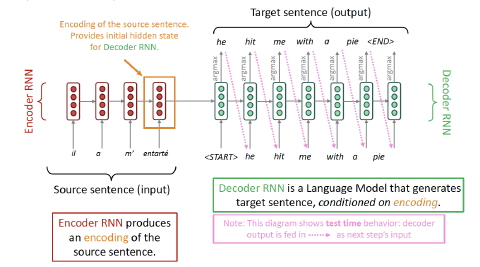 Target sentence (output)
Encoding of the source sentence.
Provides initial hidden state
for Decoder RNN.
he hit me with a pie <END>
argmax argmax argmax argmax argmax argmax argmax
Encoder RNN
Decoder RNN
il a m' entarté
<START> he hit me with a pie
Source sentence (input)
Decoder RNN is a Language Model that generates
target sentence, conditioned on encoding.
Encoder RNN produces
an encoding of the
source sentence.
Note: This diagram shows test time behavior: decoder
output is fed in as next step's input